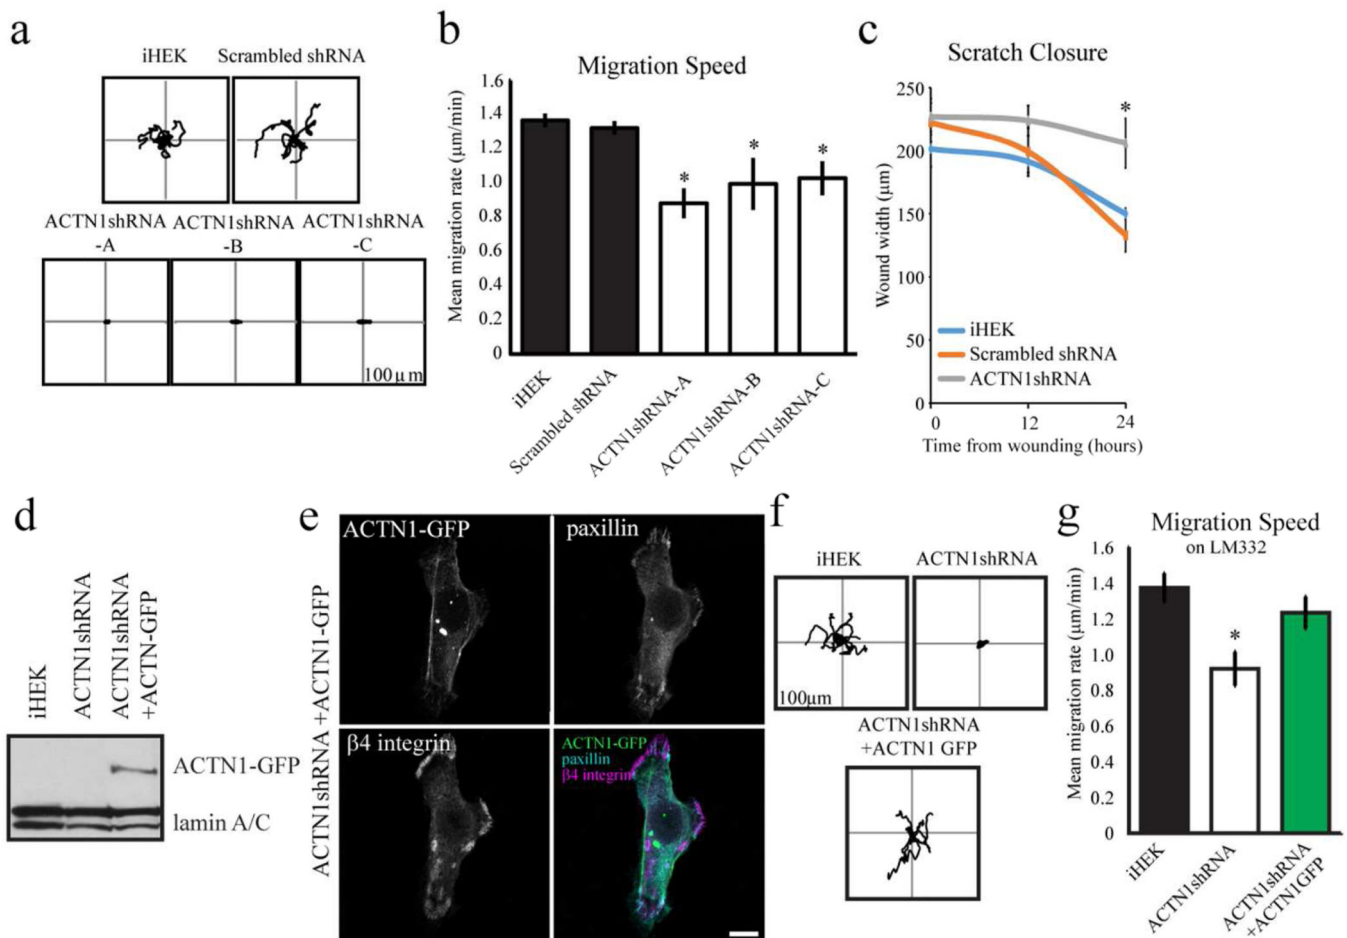 a
iHEK
Scrambled shRNA
ACTN1shRNA
-A
ACTN1shRNA
-B
ACTN1shRNA
-C
100μm
b
Migration Speed
Mean migration rate (μm/min)
1.6
1.4
1.2
1.0
0.8
0.6
0.4
0.2
0
*
*
*
iHEK
Scrambled shRNA
ACTN1shRNA-A
ACTN1shRNA-B
ACTN1shRNA-C
c
Scratch Closure
Wound width (μm)
250
200
150
100
50
0
*
iHEK
Scrambled shRNA
ACTN1shRNA
0 12 24
Time from wounding (hours)
d
iHEK
ACTN1shRNA
ACTN1shRNA
+ACTN-GFP
ACTN1-GFP
lamin A/C
e
ACTN1shRNA +ACTN1-GFP
ACTN1-GFP
paxillin
β4 integrin
ACTN1-GFP
paxillin
β4 integrin
f
iHEK
ACTN1shRNA
100μm
ACTN1shRNA
+ACTN1 GFP
g
Migration Speed
on LM332
Mean migration rate (μm/min)
1.6
1.4
1.2
1.0
0.8
0.6
0.4
0.2
0
*
iHEK
ACTN1shRNA
ACTN1shRNA
+ACTN1GFP